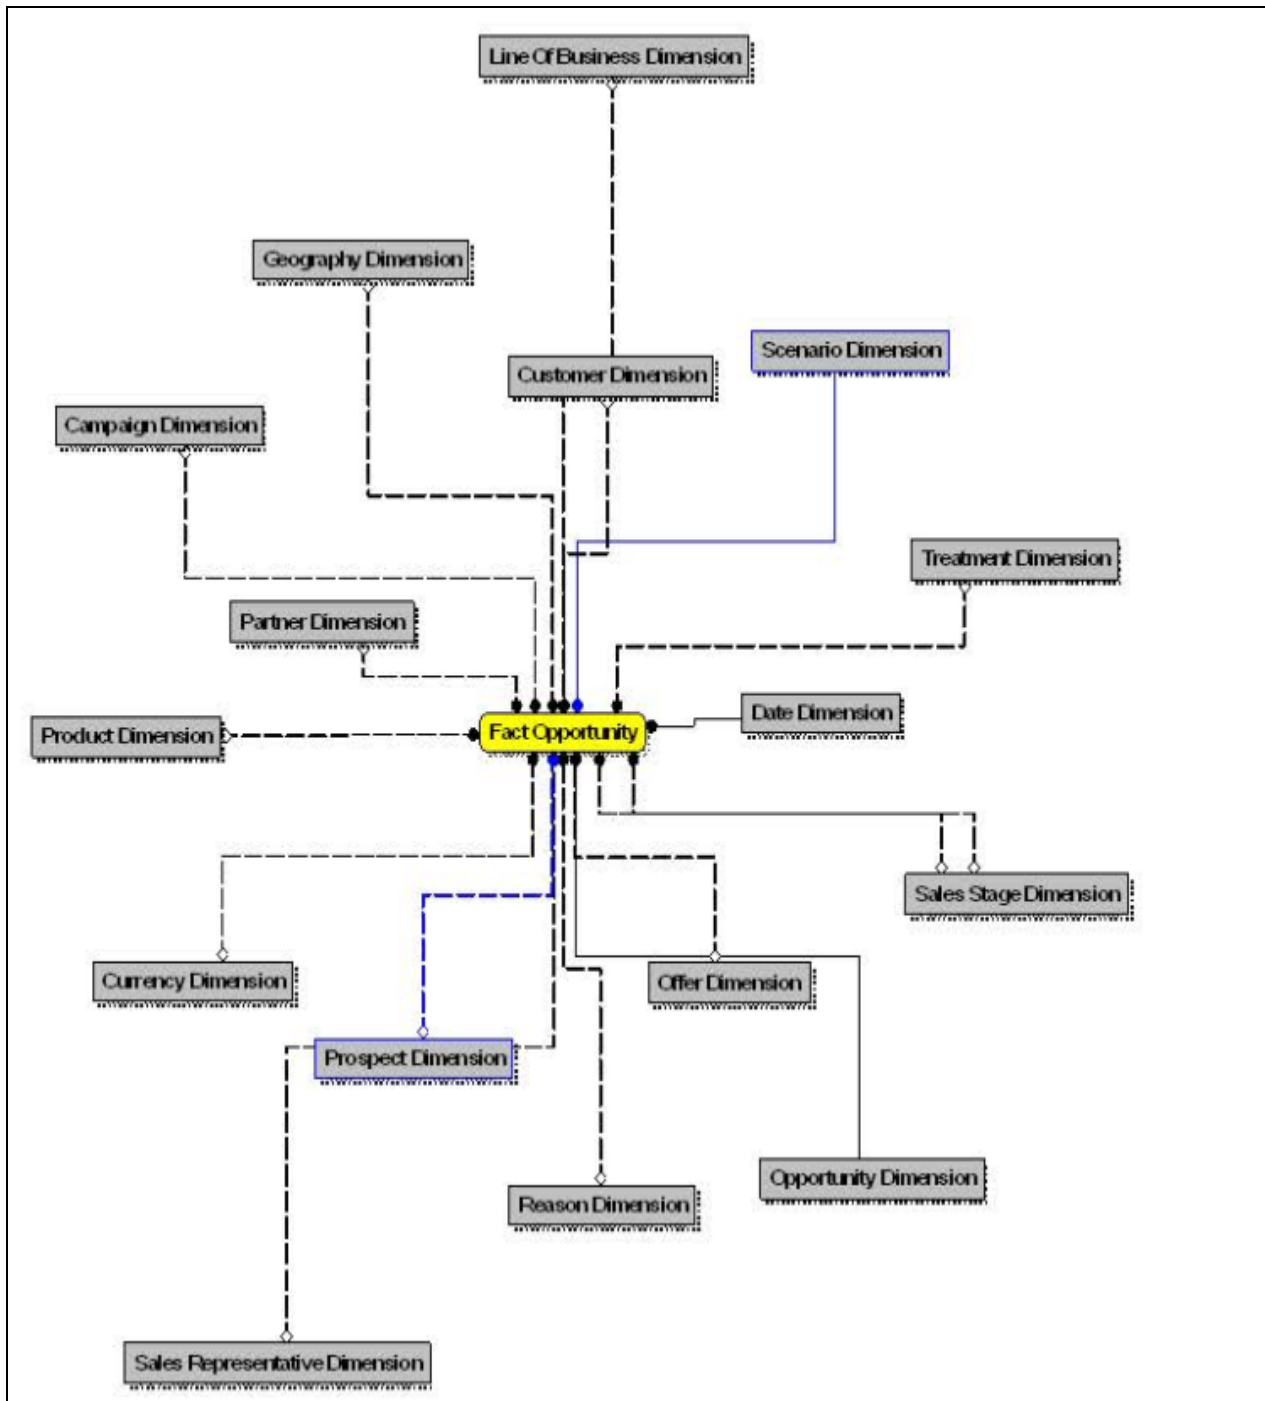 Line Of Business Dimension
Geography Dimension
Scenario Dimension
Customer Dimension
Campaign Dimension
Treatment Dimension
Partner Dimension
Date Dimension
Product Dimension
Fact Opportunity
Sales Stage Dimension
Currency Dimension
Offer Dimension
Prospect Dimension
Opportunity Dimension
Reason Dimension
Sales Representative Dimension